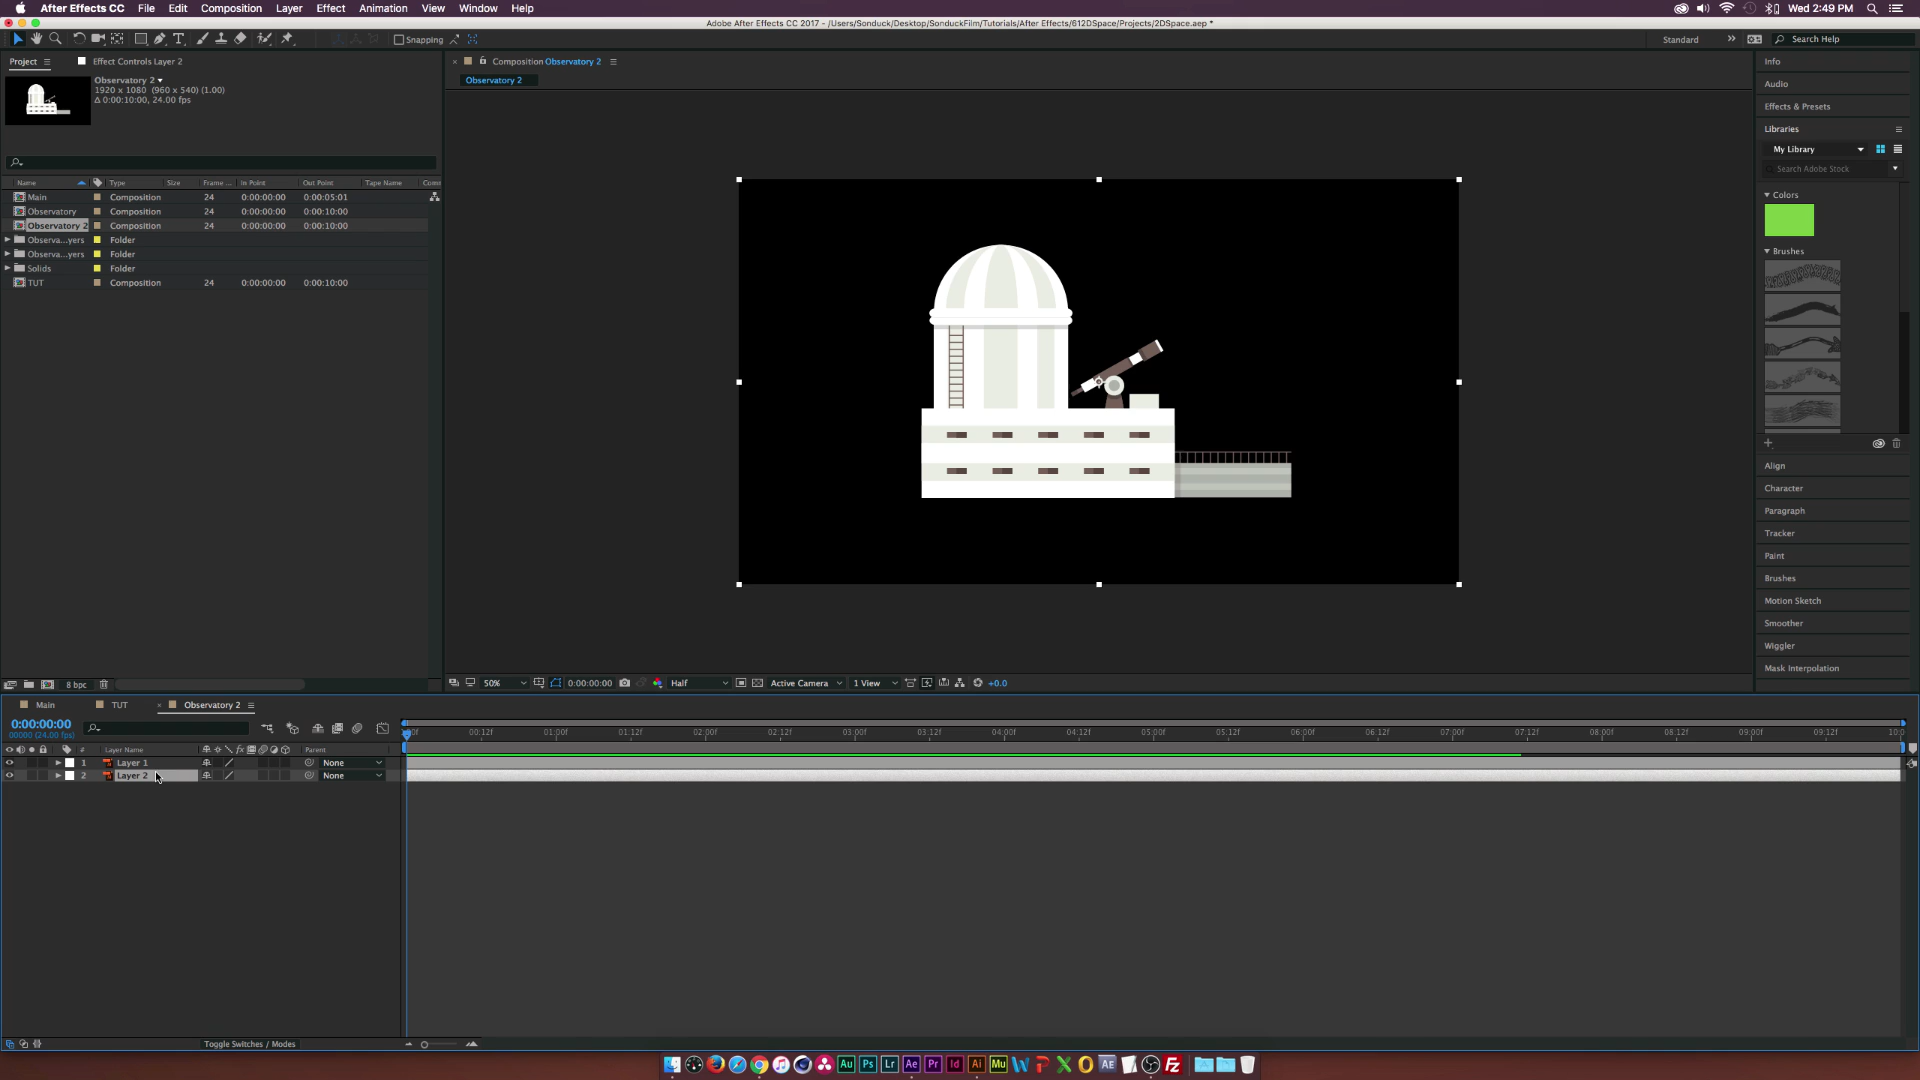 After Effects CC File Edit Composition Layer Effect Animation View Window Help Wed 2:49 PM
Adobe After Effects CC 2017 - /Users/Sonduck/Desktop/SonduckFilm/Tutorials/After Effects/612DSpace/Projects/2DSpace.aep *
Snapping Standard Search Help
Project Effect Controls Layer 2
Composition Observatory 2
Observatory 2
Observatory 2
1920 x 1080 (960 x 540) (1.00)
Δ 0:00:10:00, 24.00 fps
Name Type Size Frame ... In Point Out Point Tape Name Comr
Main Composition 24 0:00:00:00 0:00:05:01
Observatory Composition 24 0:00:00:00 0:00:10:00
Observatory 2 Composition 24 0:00:00:00 0:00:10:00
Observa...yers Folder
Observa...yers Folder
Solids Folder
TUT Composition 24 0:00:00:00 0:00:10:00
8 bpc
50% 0:00:00:00 Half Active Camera 1 View +0.0
Info
Audio
Effects & Presets
Libraries
My Library
Search Adobe Stock
Colors
Brushes
Align
Character
Paragraph
Tracker
Paint
Brushes
Motion Sketch
Smoother
Wiggler
Mask Interpolation
Main TUT Observatory 2
0:00:00:00
00000 (24.00 fps)
# Layer Name Parent
1 Layer 1 None
2 Layer 2 None
00:12f 01:00f 01:12f 02:00f 02:12f 03:00f 03:12f 04:00f 04:12f 05:00f 05:12f 06:00f 06:12f 07:00f 07:12f 08:00f 08:12f 09:00f 09:12f 10:0
Toggle Switches / Modes
Au Ps Lr Ae Pr Id Ai Mu AE